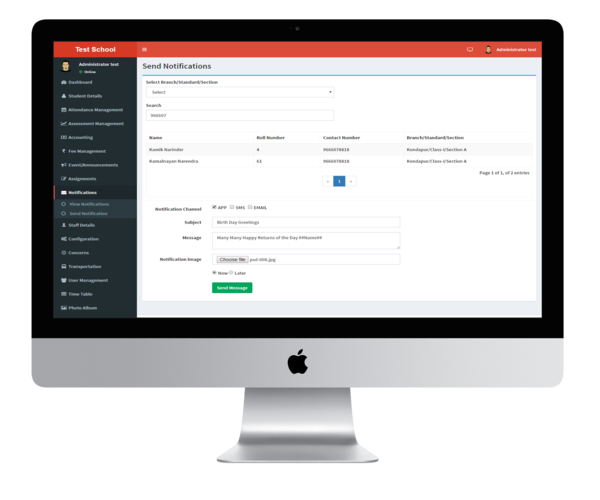 Test School
Administrator test
Administrator test
Online
Send Notifications
Dashboard
Student Details
Attendance Management
Assessment Management
Accounting
Fee Management
Event/Announcements
Assignments
Notifications
View Notifications
Send Notification
Staff Details
Configuration
Concerns
Transportation
User Management
Time Table
Photo Album
Select Branch/Standard/Section
Select
Search
966607
Name Roll Number Contact Number Branch/Standard/Section
4 9666078818 Kondapur/Class-I/Section A
Kamalnayan Narendra 61 9666078818 Kondapur/Class-I/Section A
Page 1 of 1, of 2 entries
« 1 »
Notification Channel APP SMS EMAIL
Subject Birth Day Greetings
Message Many Many Happy Returns of the Day ##Name##
Notification Image Choose file psd-008.jpg
Now Later
Send Message